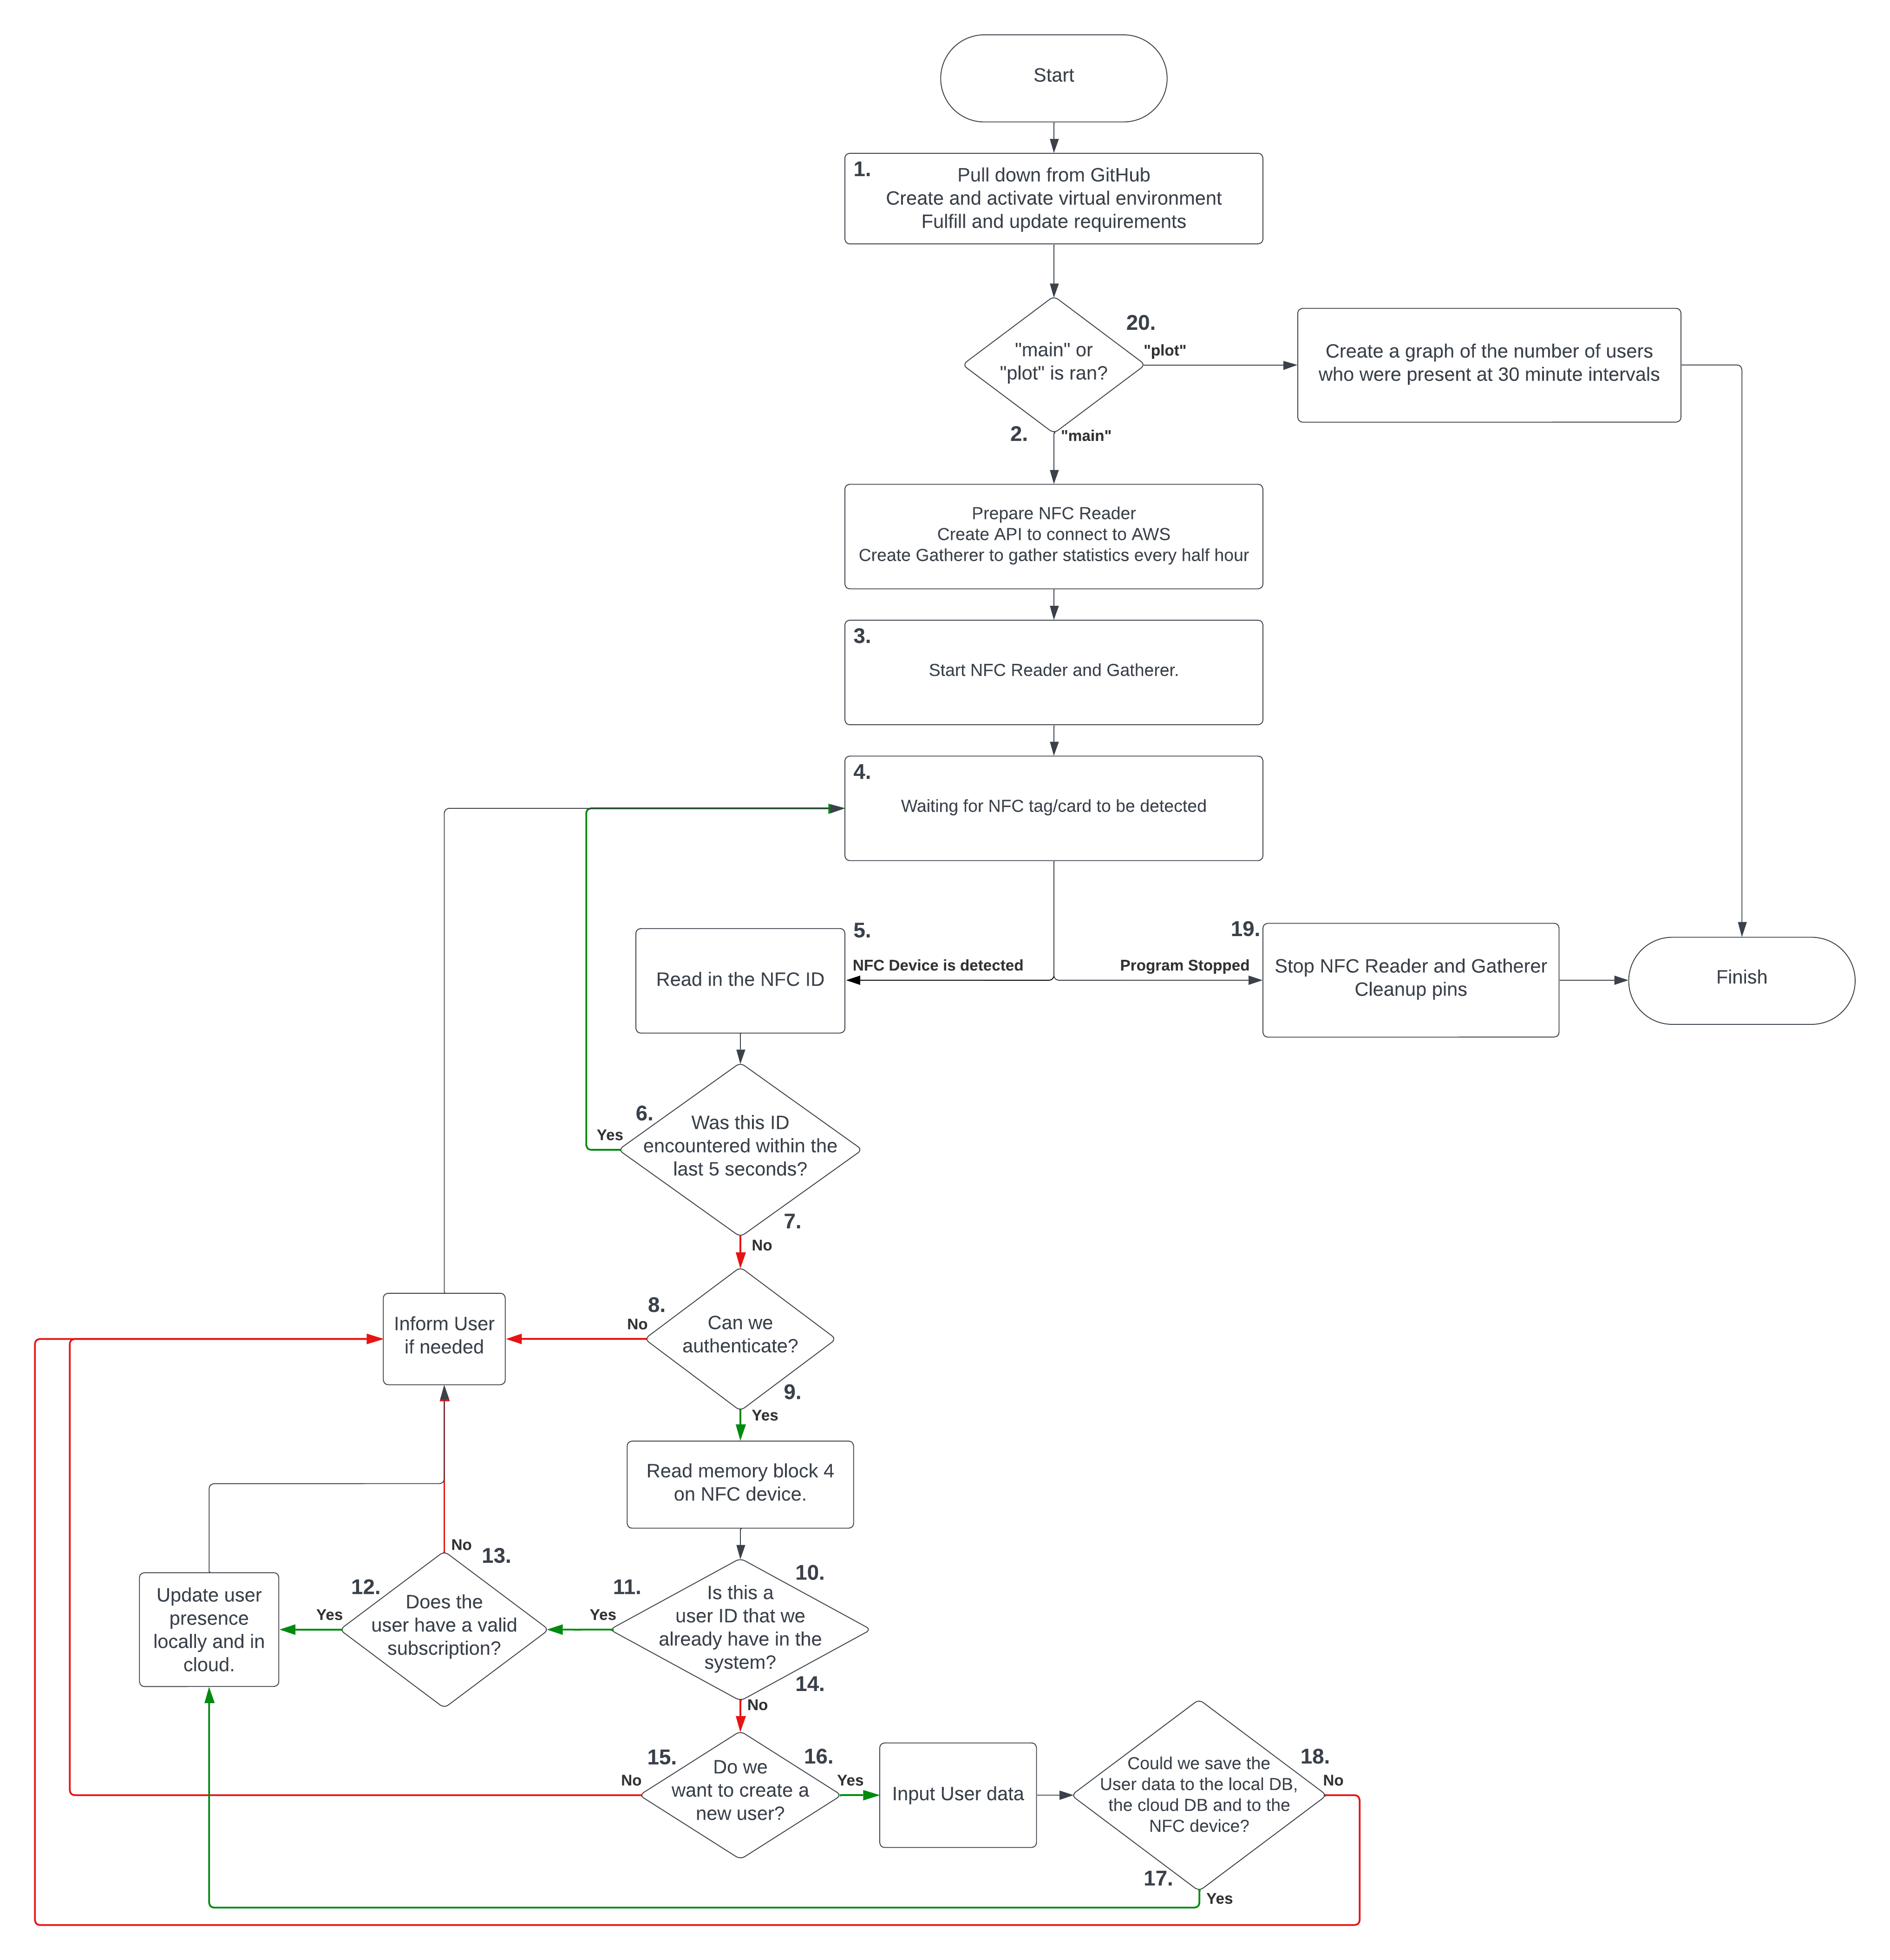 Start
1.
Pull down from GitHub
Create and activate virtual environment
Fulfill and update requirements
"main" or
"plot" is ran?
20.
"plot"
Create a graph of the number of users
who were present at 30 minute intervals
2.
"main"
Prepare NFC Reader
Create API to connect to AWS
Create Gatherer to gather statistics every half hour
3.
Start NFC Reader and Gatherer.
4.
Waiting for NFC tag/card to be detected
5.
NFC Device is detected
Read in the NFC ID
19.
Program Stopped
Stop NFC Reader and Gatherer
Cleanup pins
Finish
6.
Yes
Was this ID
encountered within the
last 5 seconds?
7.
No
8.
No
Can we
authenticate?
Inform User
if needed
9.
Yes
Read memory block 4
on NFC device.
10.
Is this a
user ID that we
already have in the
system?
11.
Yes
No
13.
Does the
user have a valid
subscription?
12.
Yes
Update user
presence
locally and in
cloud.
14.
No
15.
No
Do we
want to create a
new user?
16.
Yes
Input User data
Could we save the
User data to the local DB,
the cloud DB and to the
NFC device?
18.
No
17.
Yes